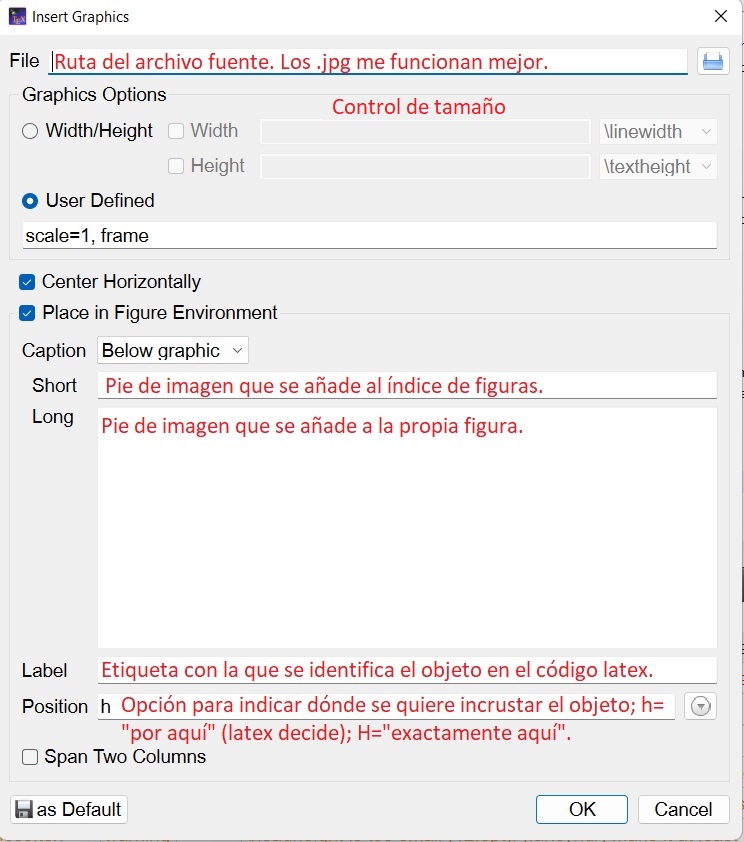 Insert Graphics
File Ruta del archivo fuente. Los .jpg me funcionan mejor.
Graphics Options
Control de tamaño
Width/Height Width \linewidth
Height \textheight
User Defined
scale=1, frame
Center Horizontally
Place in Figure Environment
Caption Below graphic
Short Pie de imagen que se añade al índice de figuras.
Long Pie de imagen que se añade a la propia figura.
Label Etiqueta con la que se identifica el objeto en el código latex.
Position h Opción para indicar dónde se quiere incrustar el objeto; h=
"por aquí" (latex decide); H="exactamente aquí".
Span Two Columns
as Default OK Cancel